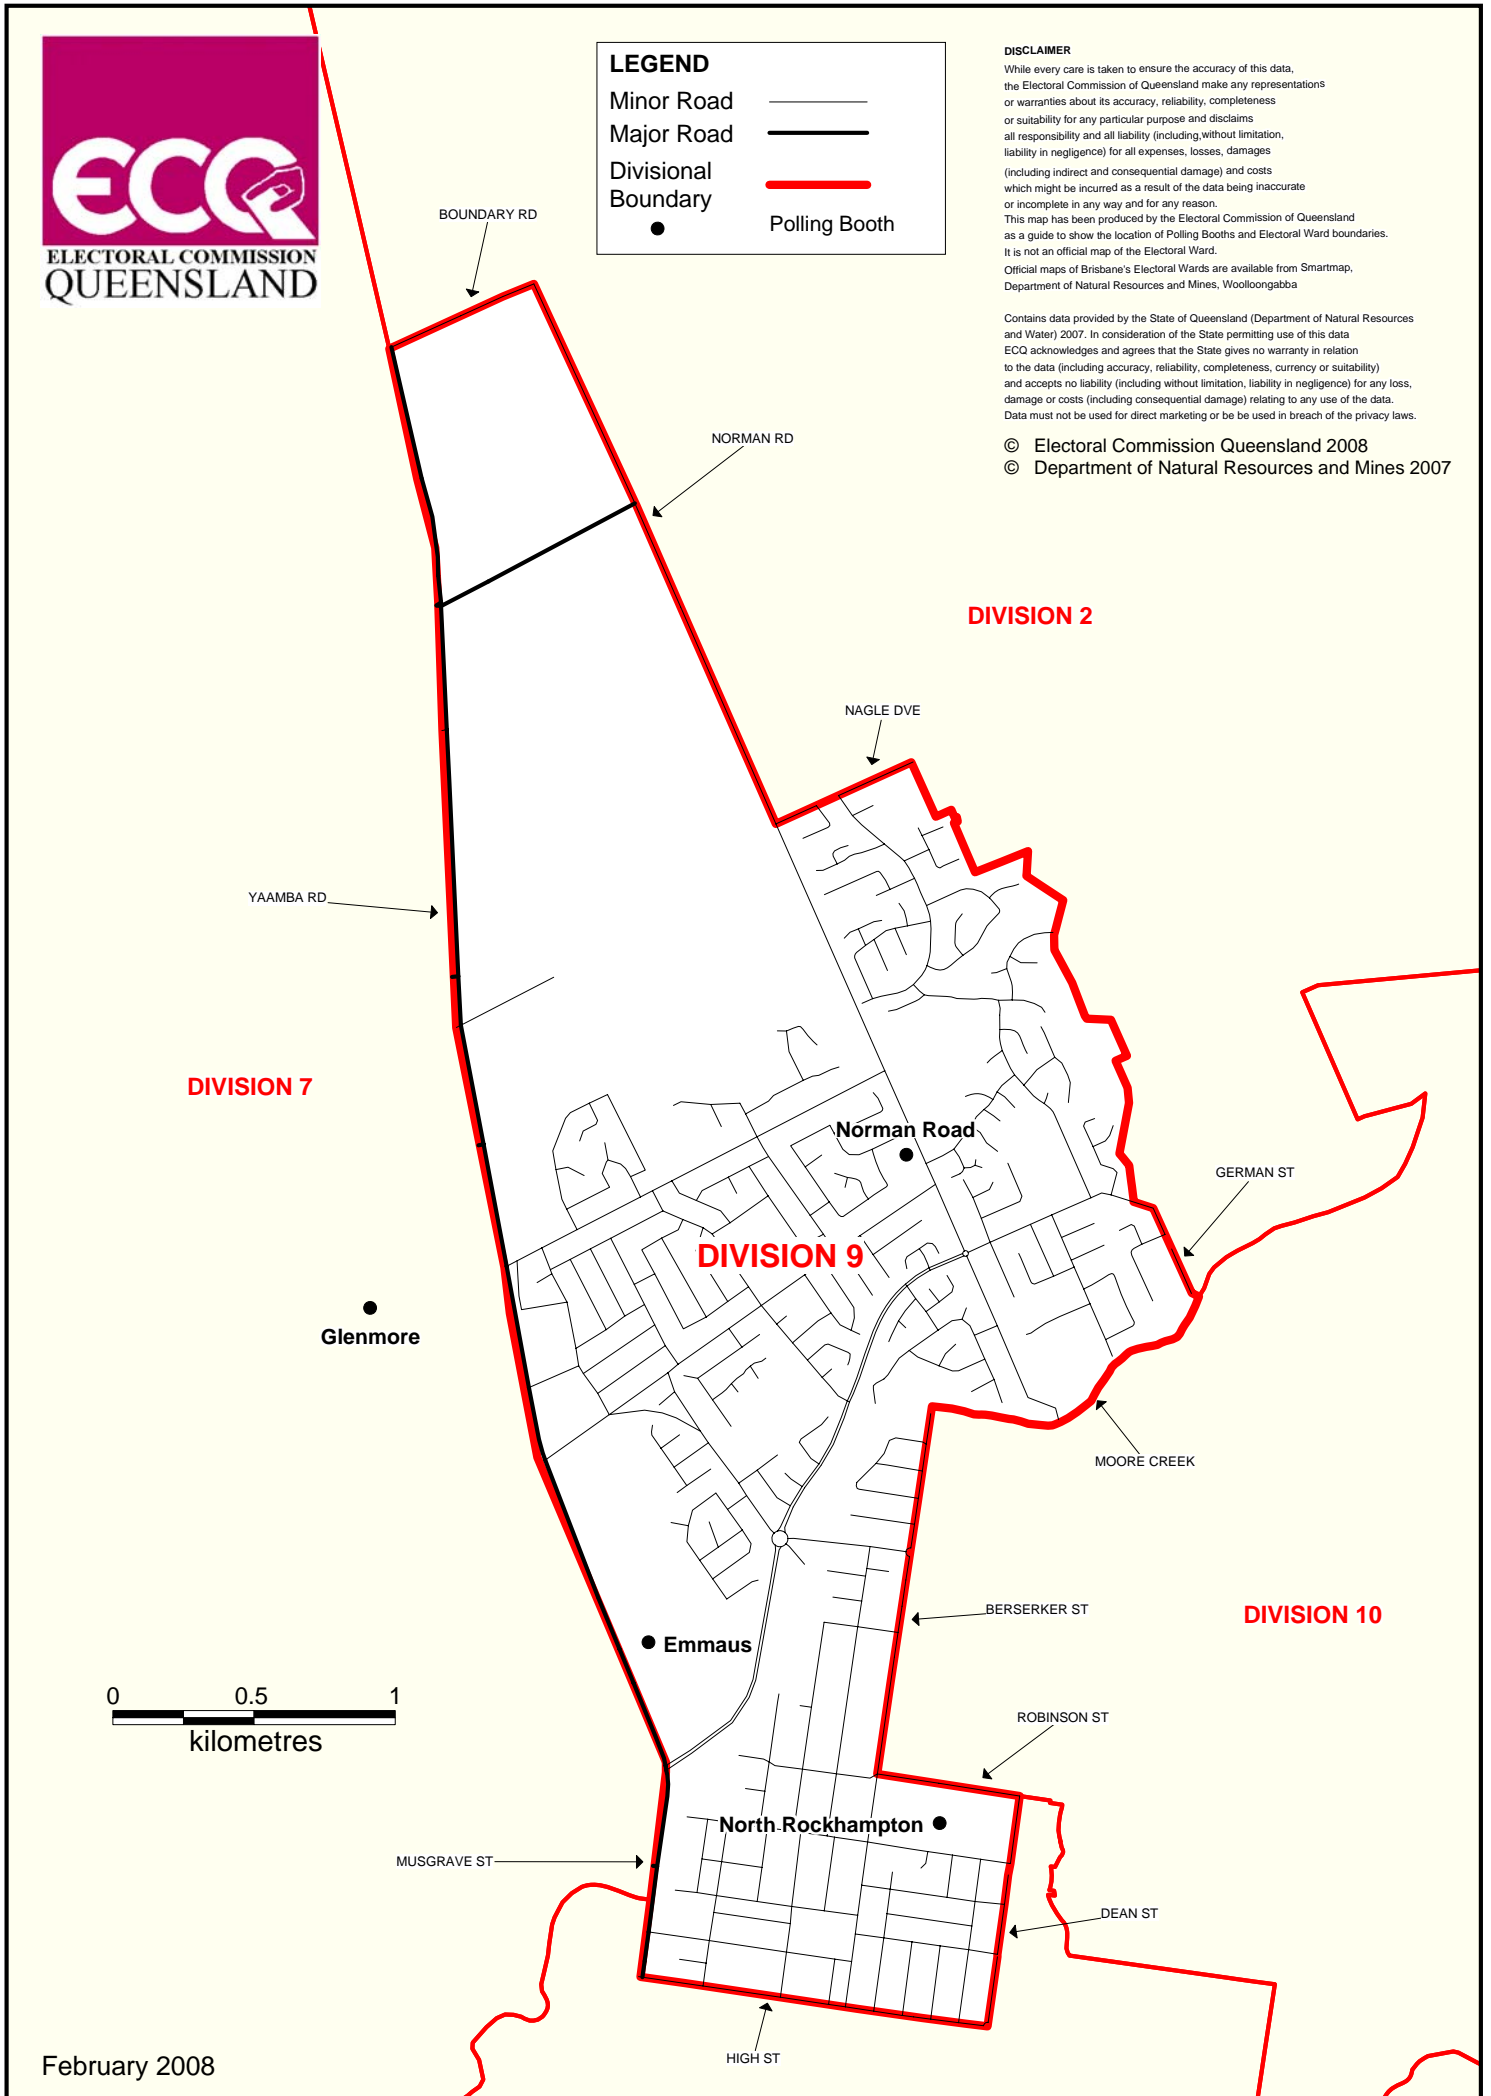 ECQ
ELECTORAL COMMISSION
QUEENSLAND
LEGEND
Minor Road
Major Road
Divisional
Boundary
Polling Booth
DISCLAIMER
While every care is taken to ensure the accuracy of this data,
the Electoral Commission of Queensland make any representations
or warranties about its accuracy, reliability, completeness
or suitability for any particular purpose and disclaims
all responsibility and all liability (including,without limitation,
liability in negligence) for all expenses, losses, damages
(including indirect and consequential damage) and costs
which might be incurred as a result of the data being inaccurate
or incomplete in any way and for any reason.
This map has been produced by the Electoral Commission of Queensland
as a guide to show the location of Polling Booths and Electoral Ward boundaries.
It is not an official map of the Electoral Ward.
Official maps of Brisbane's Electoral Wards are available from Smartmap,
Department of Natural Resources and Mines, Woolloongabba
Contains data provided by the State of Queensland (Department of Natural Resources
and Water) 2007. In consideration of the State permitting use of this data
ECQ acknowledges and agrees that the State gives no warranty in relation
to the data (including accuracy, reliability, completeness, currency or suitability)
and accepts no liability (including without limitation, liability in negligence) for any loss,
damage or costs (including consequential damage) relating to any use of the data.
Data must not be used for direct marketing or be be used in breach of the privacy laws.
© Electoral Commission Queensland 2008
© Department of Natural Resources and Mines 2007
BOUNDARY RD
NORMAN RD
DIVISION 2
NAGLE DVE
YAAMBA RD
DIVISION 7
Norman Road
GERMAN ST
DIVISION 9
Glenmore
MOORE CREEK
BERSERKER ST
DIVISION 10
Emmaus
0 0.5 1
kilometres
ROBINSON ST
North Rockhampton
MUSGRAVE ST
DEAN ST
HIGH ST
February 2008